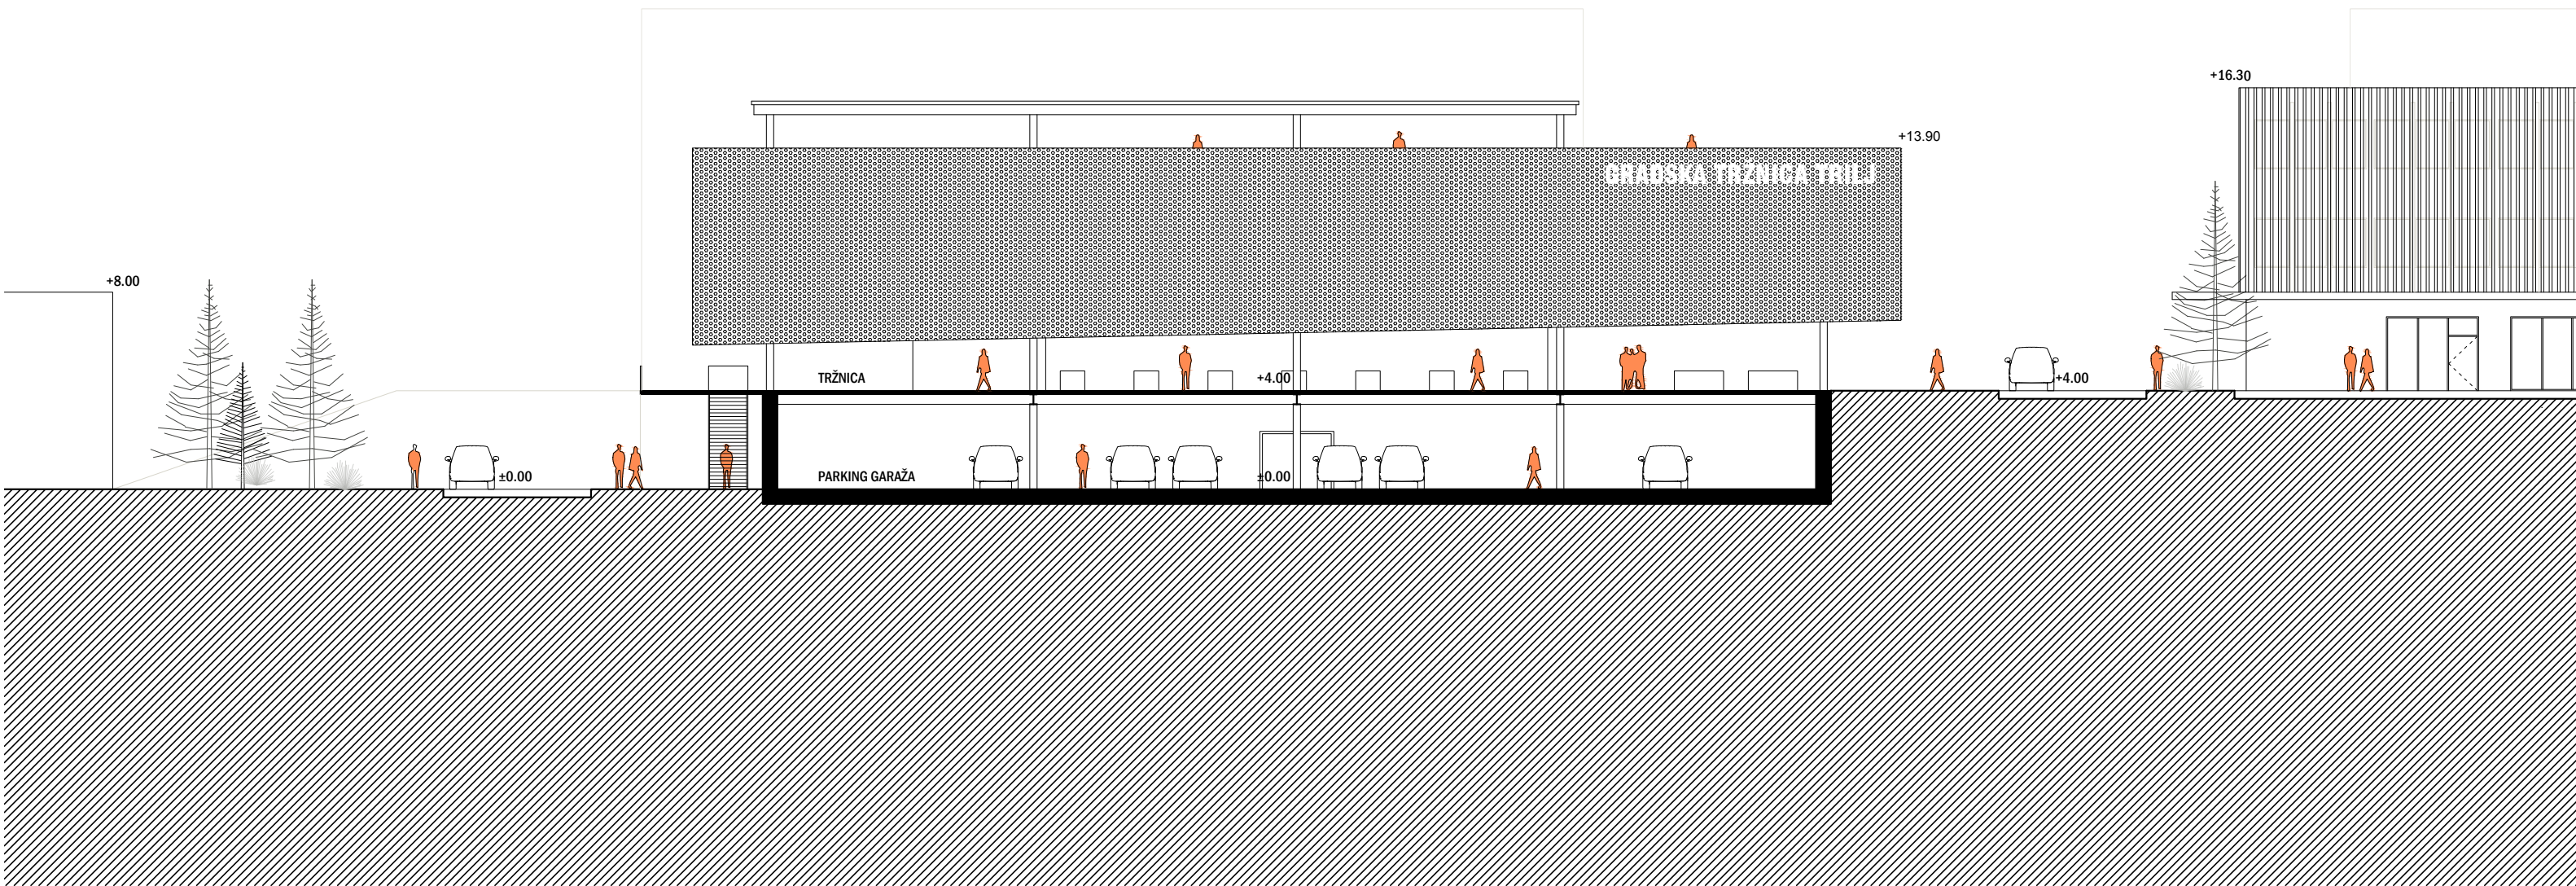 +16.30
+13.90
GRADSKA TRŽNICA TRILJ
+8.00
TRŽNICA
+4.00
+4.00
±0.00
PARKING GARAŽA
±0.00